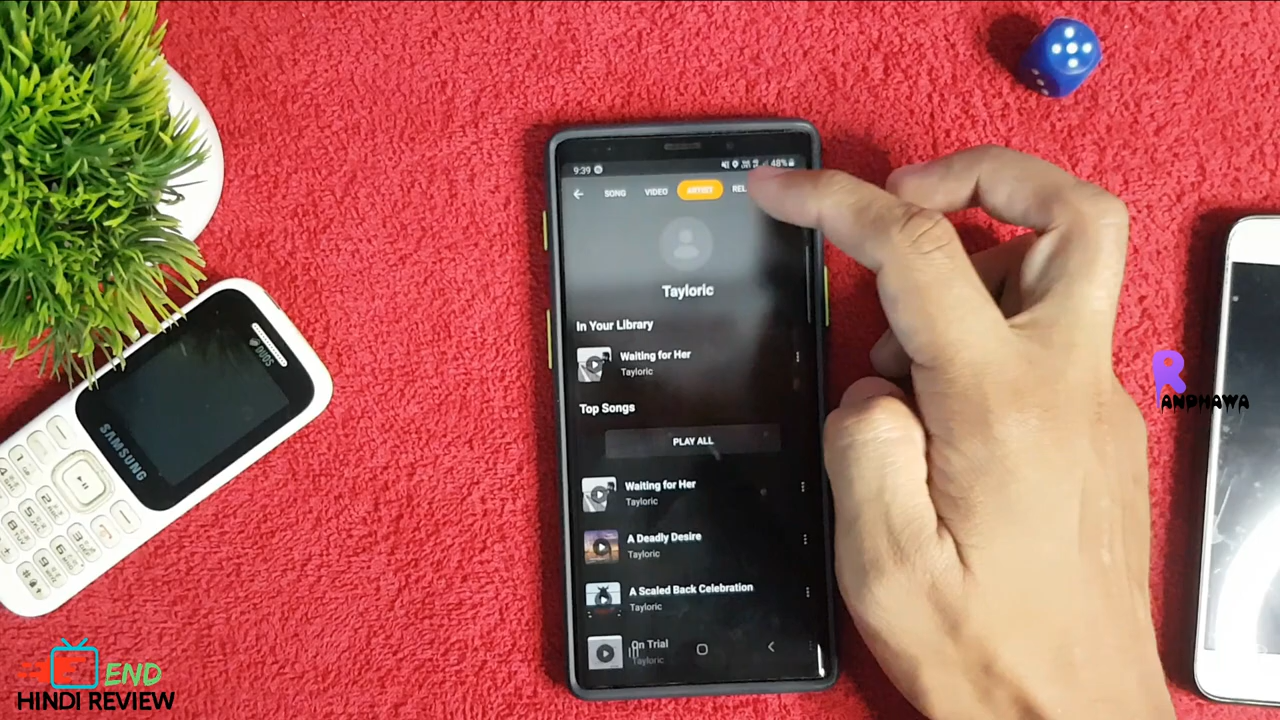 9:39
48%
SONG VIDEO ARTIST REL
Tayloric
In Your Library
Waiting for Her
Tayloric
Top Songs
PLAY ALL
Waiting for Her
Tayloric
A Deadly Desire
Tayloric
A Scaled Back Celebration
Tayloric
On Trial
Tayloric
SAMSUNG
DUOS
R
ANDHAWA
END
HINDI REVIEW